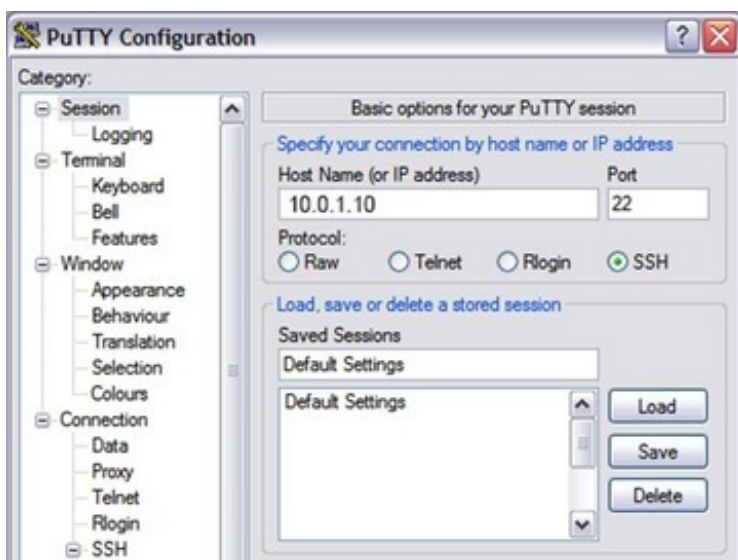 PuTTY Configuration
?
Category:
Session
Logging
Terminal
Keyboard
Bell
Features
Window
Appearance
Behaviour
Translation
Selection
Colours
Connection
Data
Proxy
Telnet
Rlogin
SSH
Basic options for your PuTTY session
Specify your connection by host name or IP address
Host Name (or IP address) Port
10.0.1.10 22
Protocol:
Raw Telnet Rlogin SSH
Load, save or delete a stored session
Saved Sessions
Default Settings
Default Settings
Load
Save
Delete